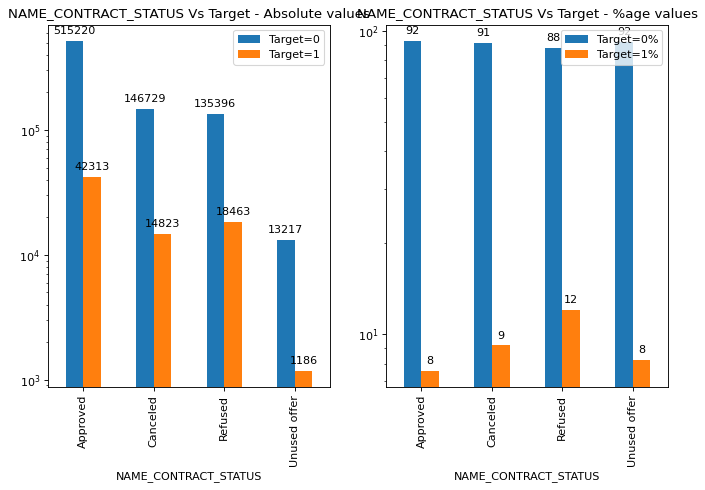 NAME_CONTRACT_STATUS Vs Target - Absolute values
515220
146729
135396
42313
14823
18463
13217
1186
Target=0
Target=1
10^5
10^4
10^3
Approved
Canceled
Refused
Unused offer
NAME_CONTRACT_STATUS
NAME_CONTRACT_STATUS Vs Target - %age values
92
91
88
8
9
12
8
Target=0%
Target=1%
10^2
10^1
Approved
Canceled
Refused
Unused offer
NAME_CONTRACT_STATUS